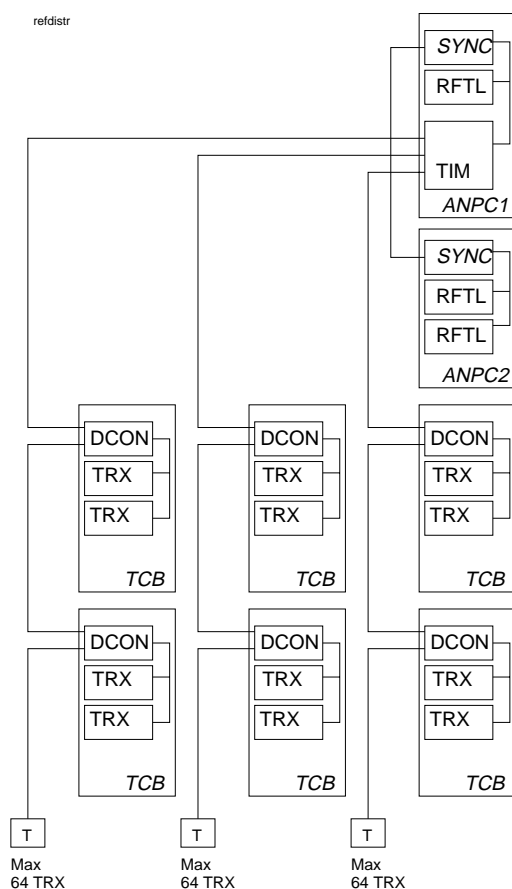 refdistr
SYNC
RFTL
TIM
ANPC1
SYNC
RFTL
RFTL
ANPC2
DCON
TRX
TRX
TCB
DCON
TRX
TRX
TCB
DCON
TRX
TRX
TCB
DCON
TRX
TRX
TCB
DCON
TRX
TRX
TCB
DCON
TRX
TRX
TCB
T
Max
64 TRX
T
Max
64 TRX
T
Max
64 TRX